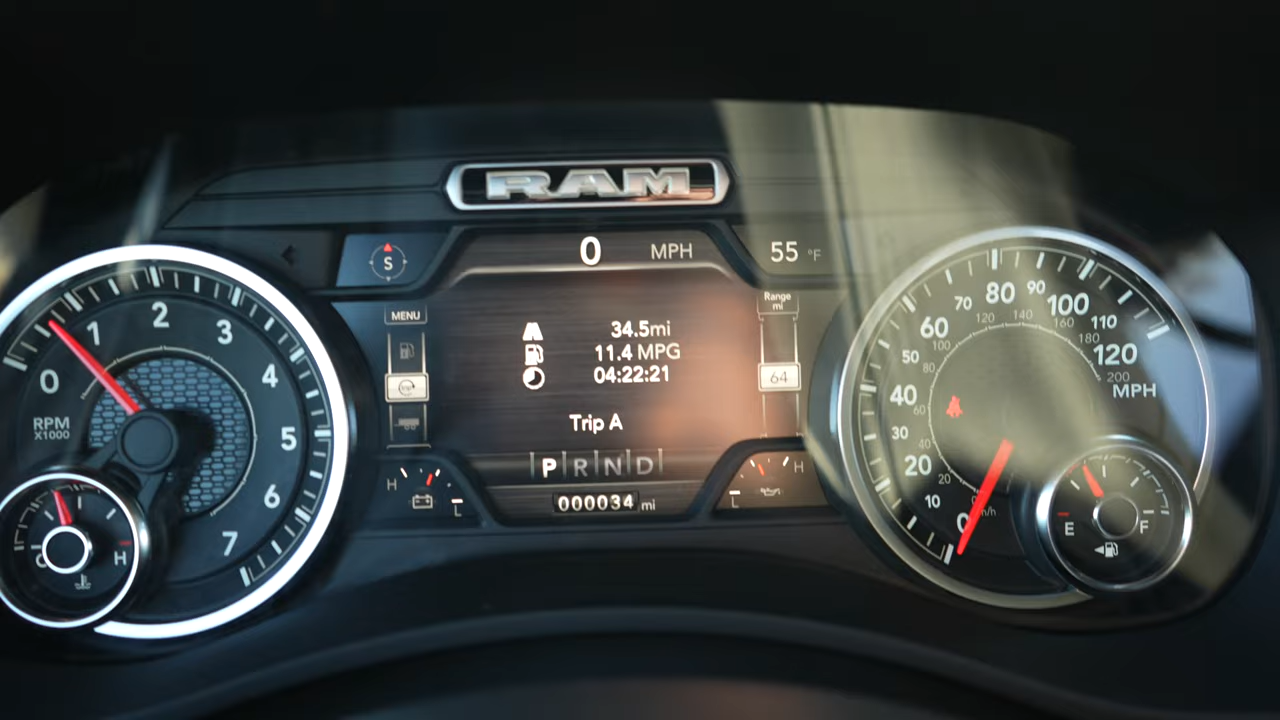 RAM
S
0 MPH
55 °F
MENU
Range
mi
34.5mi
11.4 MPG
04:22:21
64
Trip A
P R N D
000034 mi
H
L
H
L
0
1
2
3
4
5
6
7
RPM
X1000
C
H
0
10
20
30
40
50
60
70
80
90
100
110
120
MPH
20
40
60
80
100
120
140
160
180
200
km/h
E
F